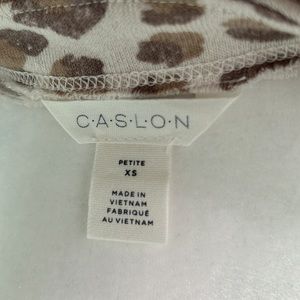 C·A·S·L·O·N
PETITE
XS
MADE IN
VIETNAM
FABRIQUÉ
AU VIETNAM